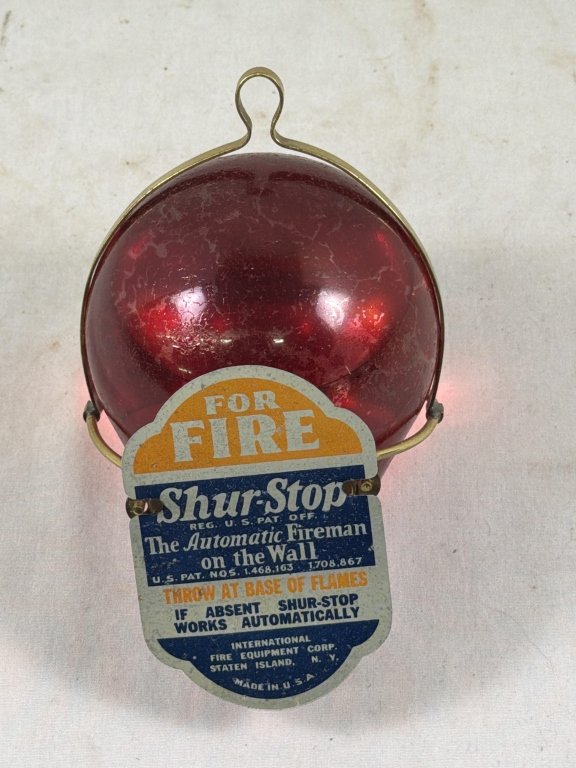 FOR
FIRE
Shur-Stop
REG. U.S. PAT. OFF.
The Automatic Fireman
on the Wall
U.S. PAT. NOS. 1,468,163 1,708,867
THROW AT BASE OF FLAMES
IF ABSENT SHUR-STOP
WORKS AUTOMATICALLY
INTERNATIONAL
FIRE EQUIPMENT CORP.
STATEN ISLAND, N.Y.
MADE IN U.S.A.